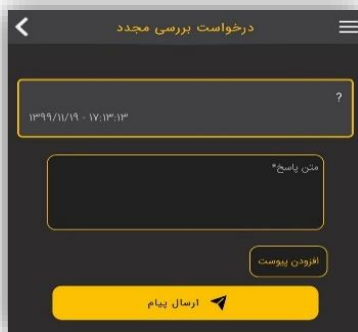 درخواست بررسی مجدد
?
۱۳۹۹/۱۱/۱۹ - ۱۷:۱۳:۱۳
متن پاسخ*
افزودن پیوست
ارسال پیام